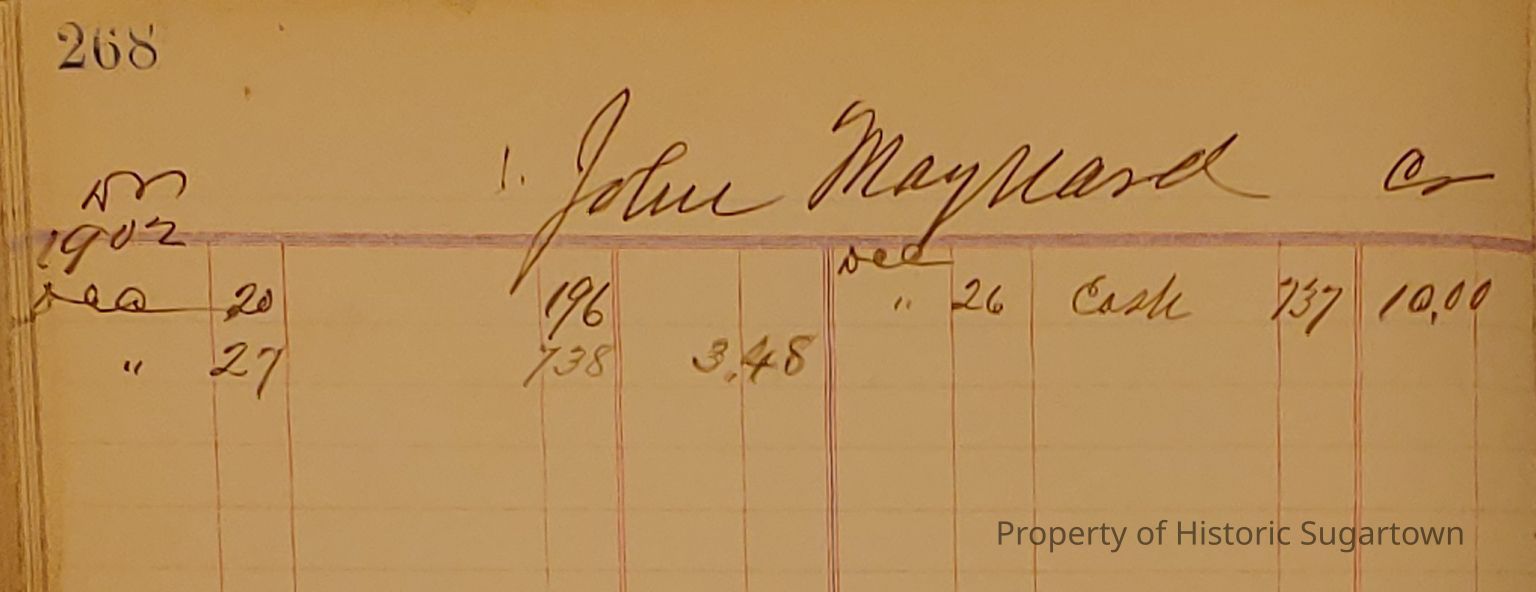 268
Dr 1. John Maynard Cr
1902
Dec 20 196 Dec
" 26 Cash 737 10,00
" 27 738 3.48
Property of Historic Sugartown